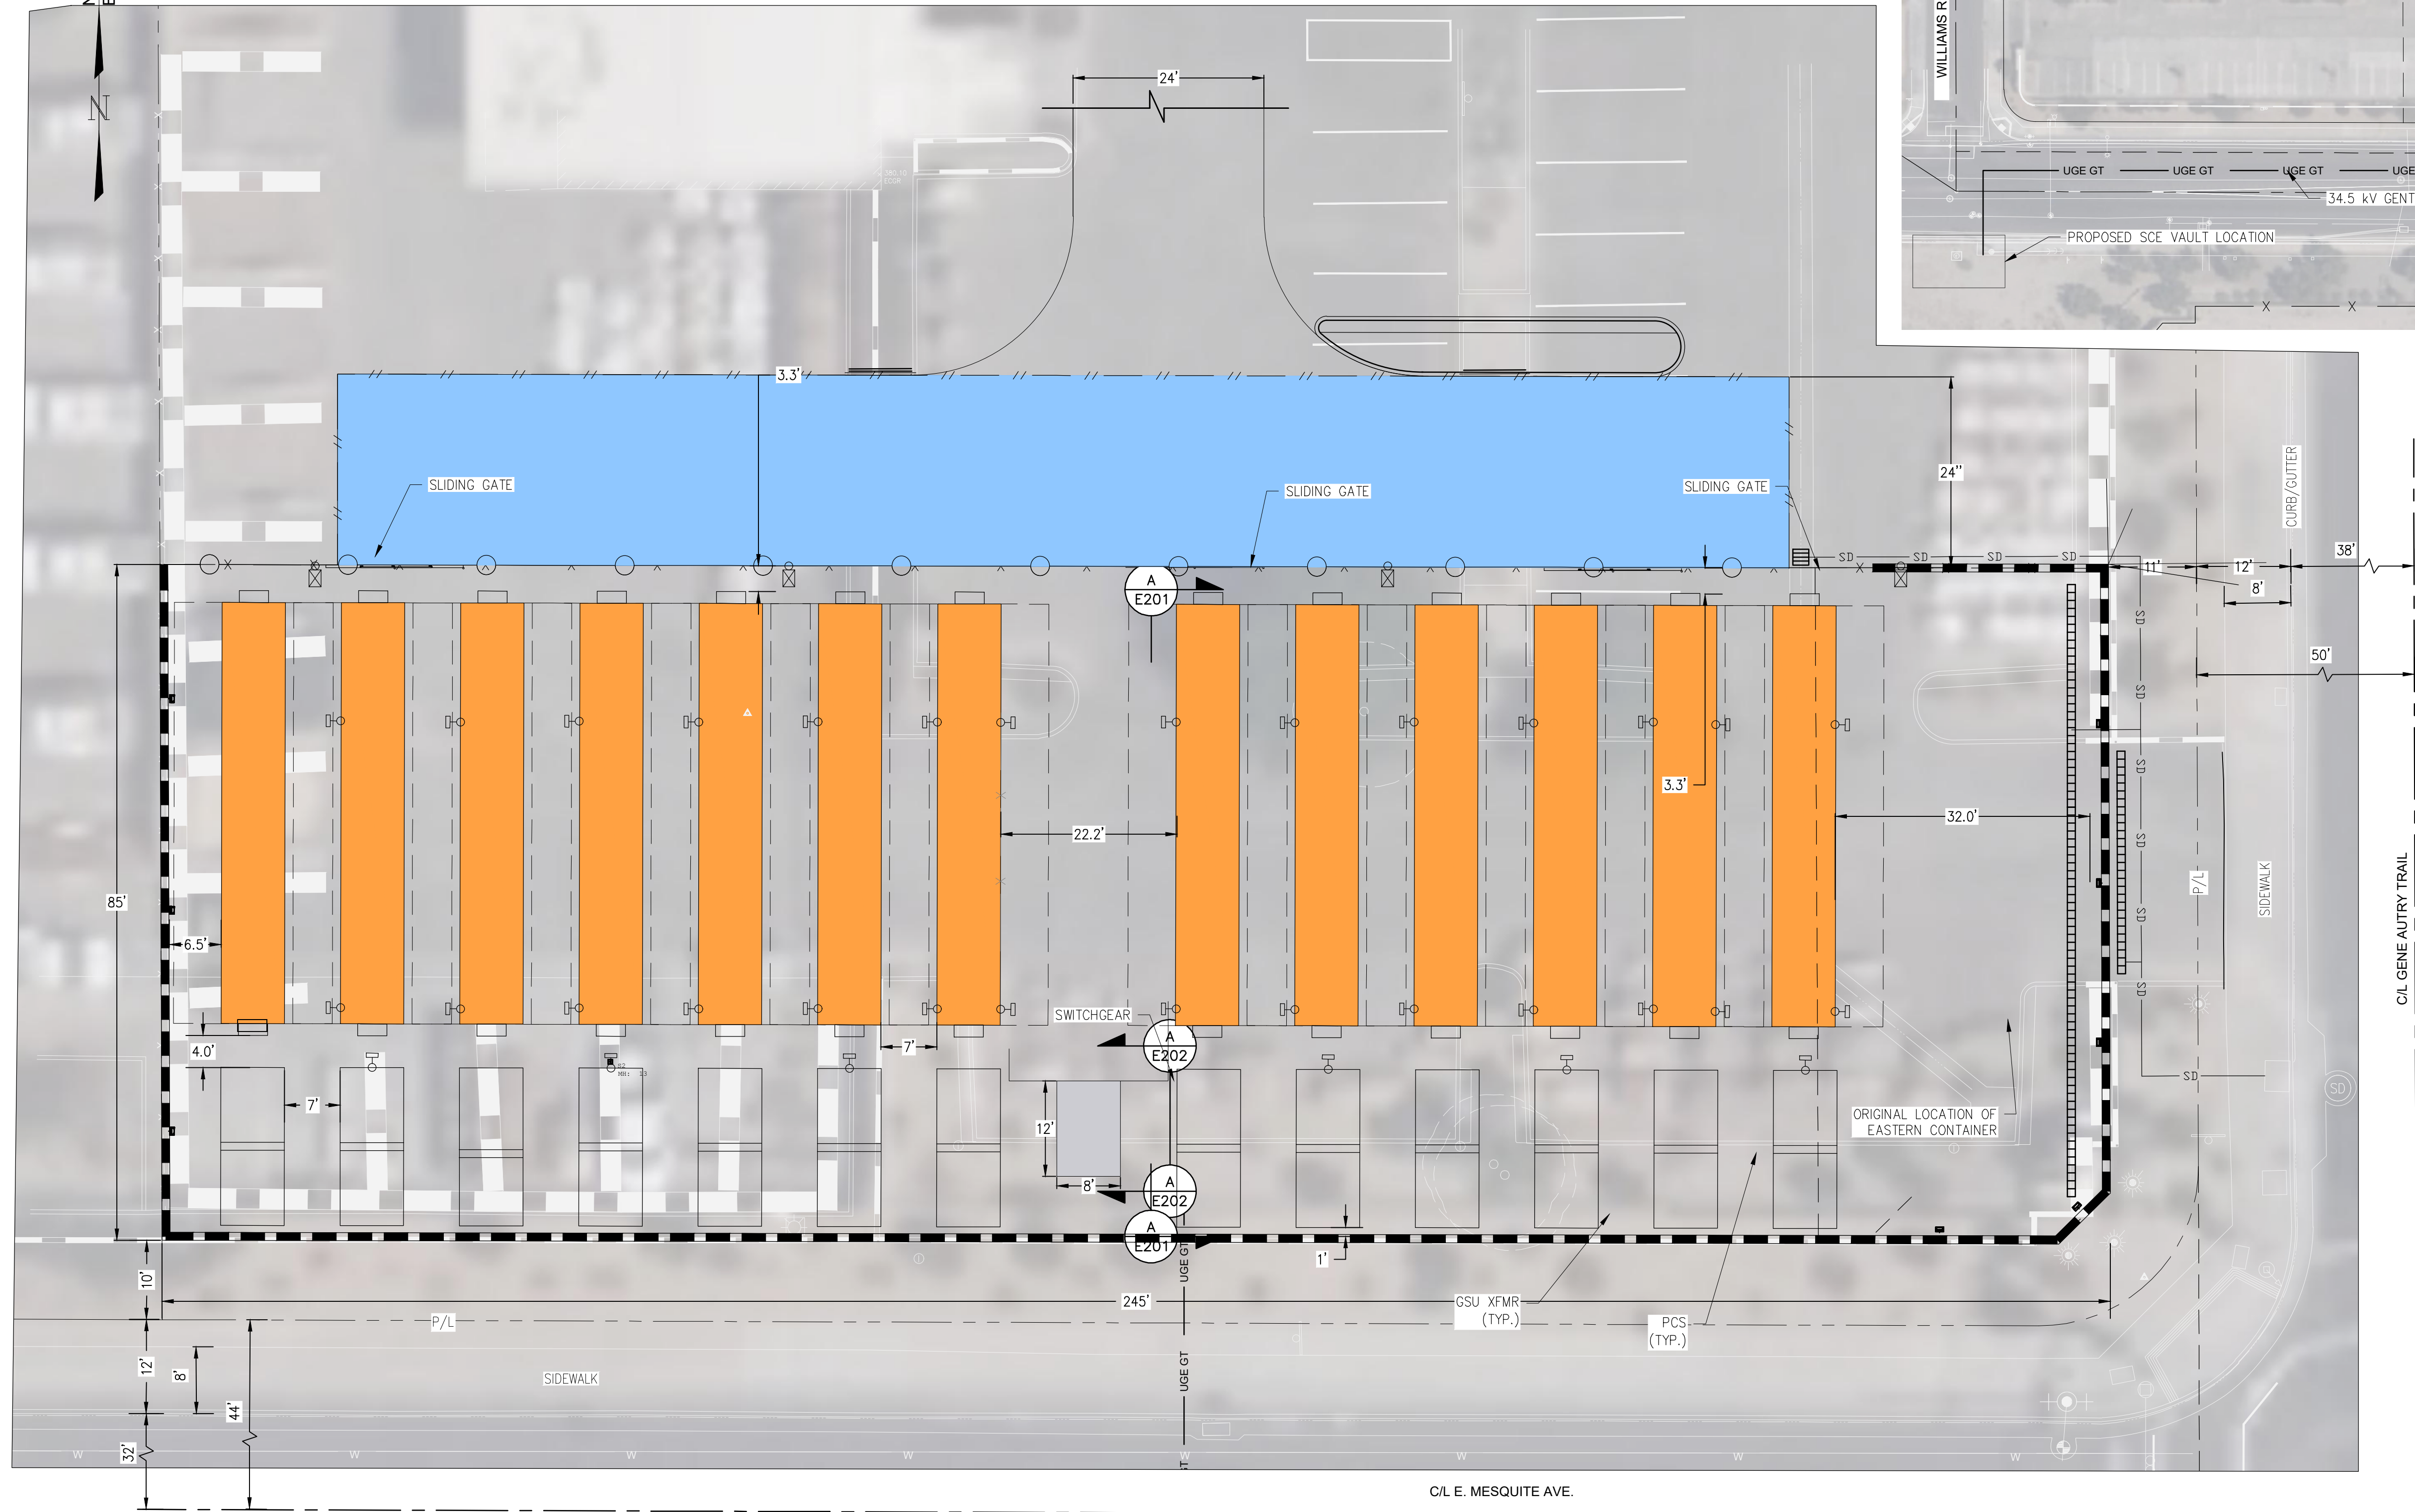 N
24'
380.10
ECGR
WILLIAMS R
UGE GT
UGE GT
UGE GT
UGE
34.5 kV GENT
PROPOSED SCE VAULT LOCATION
X
X
3.3'
SLIDING GATE
SLIDING GATE
SLIDING GATE
24"
CURB/GUTTER
SD
SD
SD
SD
11'
12'
38'
8'
50'
A
E201
SD
SD
SD
SD
SD
SD
85'
6.5'
22.2'
3.3'
32.0'
P/L
SIDEWALK
C/L GENE AUTRY TRAIL
4.0'
7'
7'
SWITCHGEAR
A
E202
12'
8'
A
E202
A
E201
ORIGINAL LOCATION OF
EASTERN CONTAINER
SD
SD
10'
245'
1'
UGE GT
GSU XFMR
(TYP.)
PCS
(TYP.)
P/L
12'
8'
SIDEWALK
44'
UGE GT
32'
W
W
W
W
W
W
W
W
C/L E. MESQUITE AVE.